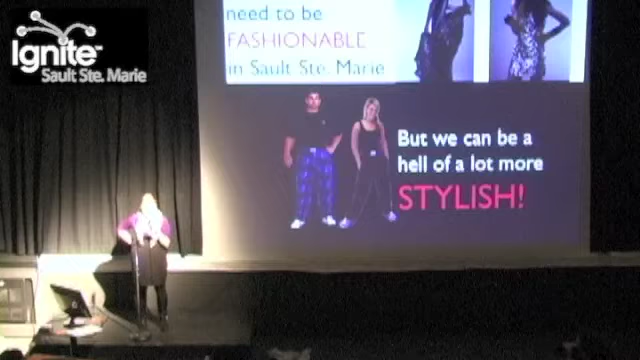 Ignite™
Sault Ste. Marie
need to be
FASHIONABLE
in Sault Ste. Marie
But we can be a
hell of a lot more
STYLISH!